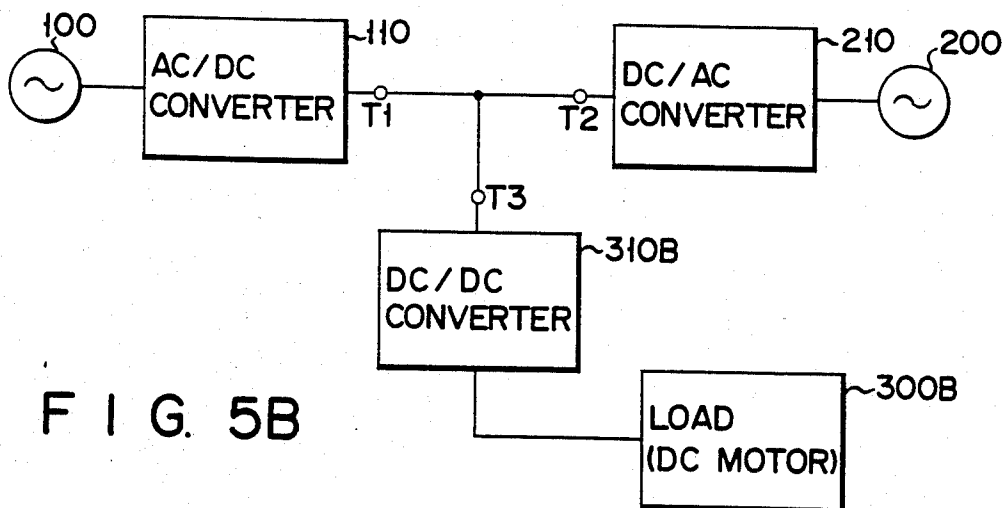 100
110
210
200
AC/DC
CONVERTER
T1
T2
DC/AC
CONVERTER
T3
310B
DC/DC
CONVERTER
300B
LOAD
(DC MOTOR)
FIG. 5B